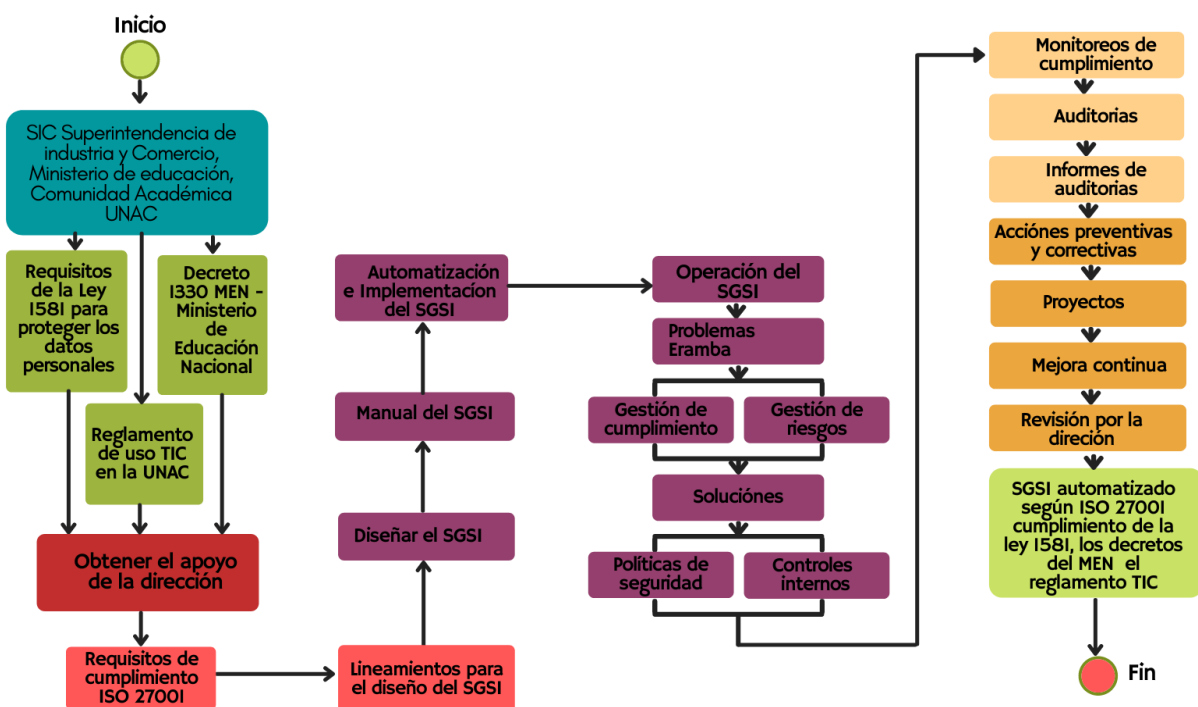 Inicio
SIC Superintendencia de
industria y Comercio,
Ministerio de educación,
Comunidad Académica
UNAC
Requisitos
de la Ley
1581 para
proteger los
datos
personales
Decreto
1330 MEN -
Ministerio
de
Educación
Nacional
Reglamento
de uso TIC
en la UNAC
Obtener el apoyo
de la dirección
Requisitos de
cumplimiento
ISO 27001
Lineamientos para
el diseño del SGSI
Diseñar el SGSI
Manual del SGSI
Automatización
e Implementacíon
del SGSI
Operación del
SGSI
Problemas
Eramba
Gestión de
cumplimiento
Gestión de
riesgos
Soluciónes
Políticas de
seguridad
Controles
internos
Monitoreos de
cumplimiento
Auditorias
Informes de
auditorias
Acciónes preventivas
y correctivas
Proyectos
Mejora continua
Revisión por la
direción
SGSI automatizado
según ISO 27001
cumplimiento de la
ley 1581, los decretos
del MEN el
reglamento TIC
Fin